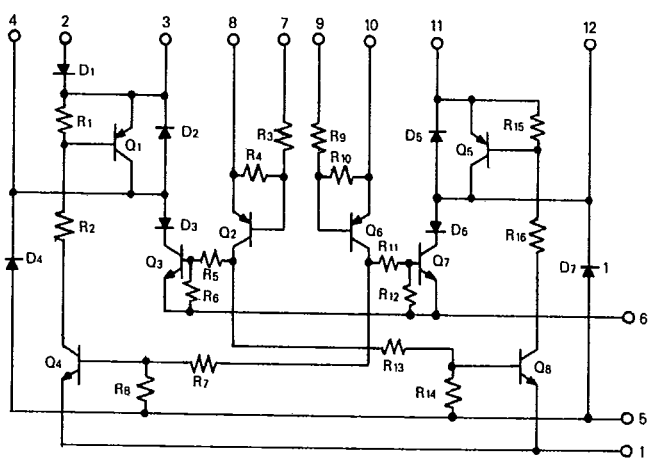 4 2 3 8 7 9 10 11 12
D1
R1
Q1
D2
R3
R4
R9
R10
D5
Q5
R15
R2
D3
Q2
Q6
D6
R16
D4
Q3
R5
R6
R11
R12
Q7
D7 1
6
Q4
R8
R7
R13
R14
Q8
5
1